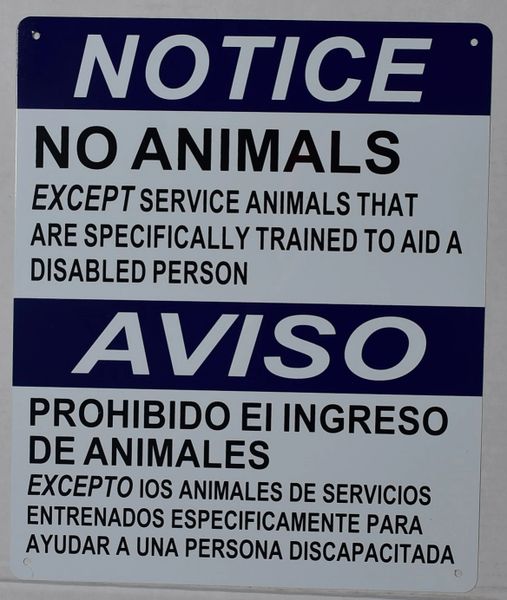 NOTICE
NO ANIMALS
EXCEPT SERVICE ANIMALS THAT
ARE SPECIFICALLY TRAINED TO AID A
DISABLED PERSON
AVISO
PROHIBIDO El INGRESO
DE ANIMALES
EXCEPTO lOS ANIMALES DE SERVICIOS
ENTRENADOS ESPECIFICAMENTE PARA
AYUDAR A UNA PERSONA DISCAPACITADA